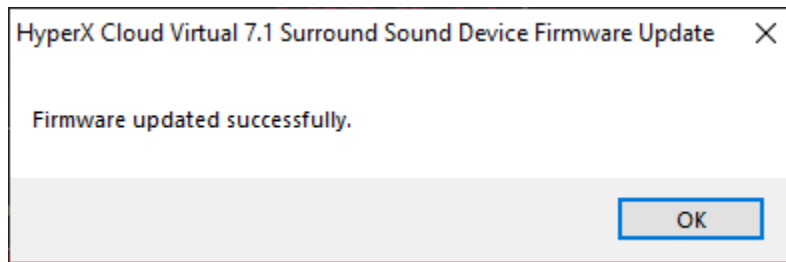 HyperX Cloud Virtual 7.1 Surround Sound Device Firmware Update
Firmware updated successfully.
OK